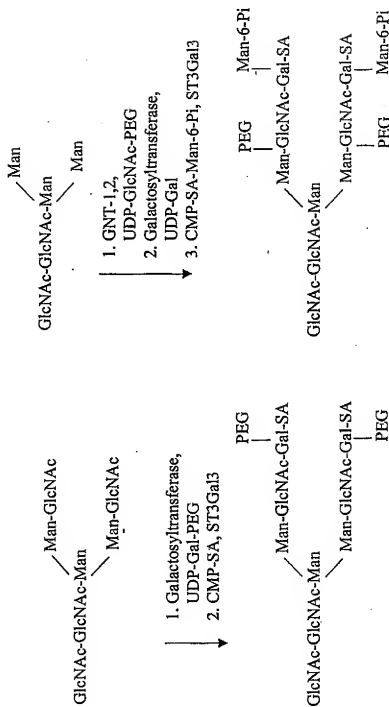 Man-GlcNAc
GlcNAc-GlcNAc-Man
Man-GlcNAc
1. Galactosyltransferase,
UDP-Gal-PEG
2. CMP-SA, ST3Gal3
PEG
Man-GlcNAc-Gal-SA
GlcNAc-GlcNAc-Man
Man-GlcNAc-Gal-SA
PEG
Man
GlcNAc-GlcNAc-Man
Man
1. GNT-1,2,
UDP-GlcNAc-PEG
2. Galactosyltransferase,
UDP-Gal
3. CMP-SA-Man-6-Pi, ST3Gal3
PEG Man-6-Pi
Man-GlcNAc-Gal-SA
GlcNAc-GlcNAc-Man
Man-GlcNAc-Gal-SA
PEG Man-6-Pi